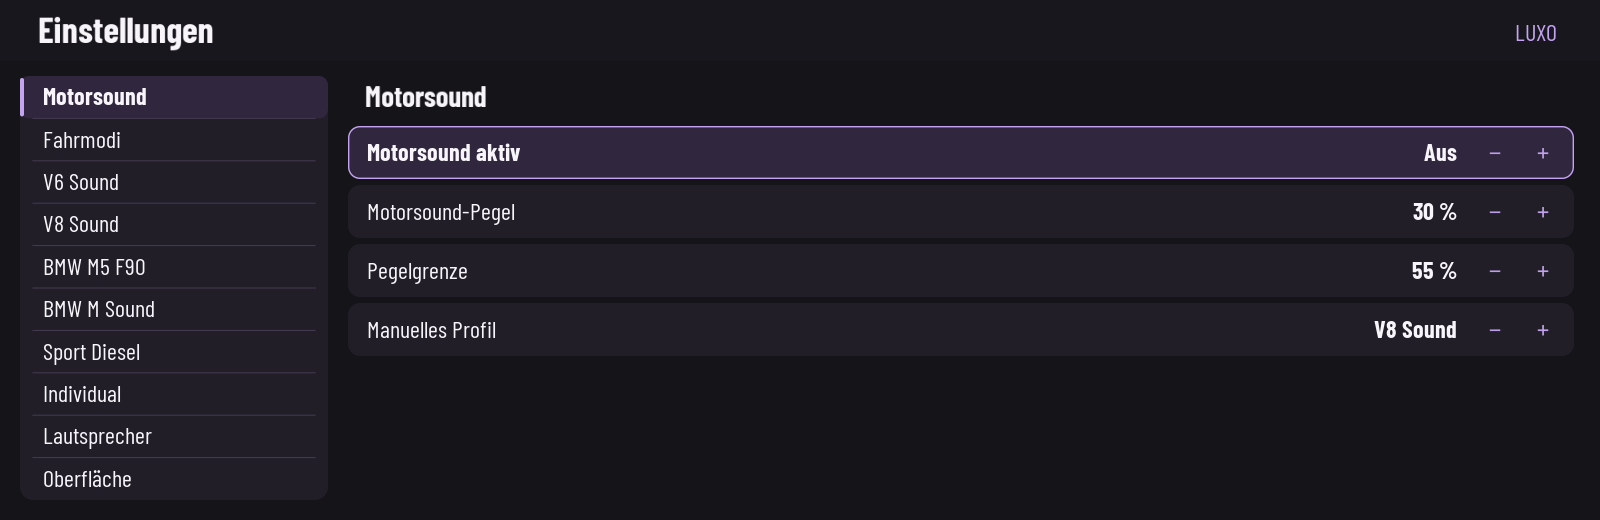 Einstellungen
LUXO
Motorsound
Fahrmodi
V6 Sound
V8 Sound
BMW M5 F90
BMW M Sound
Sport Diesel
Individual
Lautsprecher
Oberfläche
Motorsound
Motorsound aktiv Aus − +
Motorsound-Pegel 30 % − +
Pegelgrenze 55 % − +
Manuelles Profil V8 Sound − +